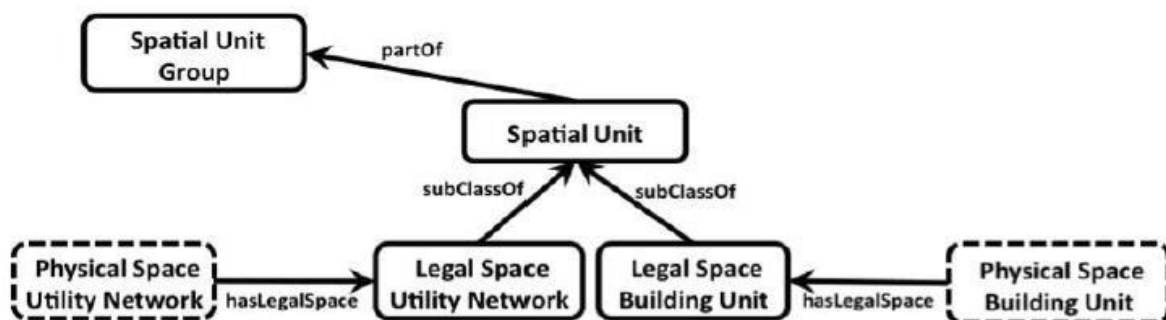 Spatial Unit
Group
partOf
Spatial Unit
subClassOf
subClassOf
Physical Space
Utility Network
hasLegalSpace
Legal Space
Utility Network
Legal Space
Building Unit
hasLegalSpace
Physical Space
Building Unit